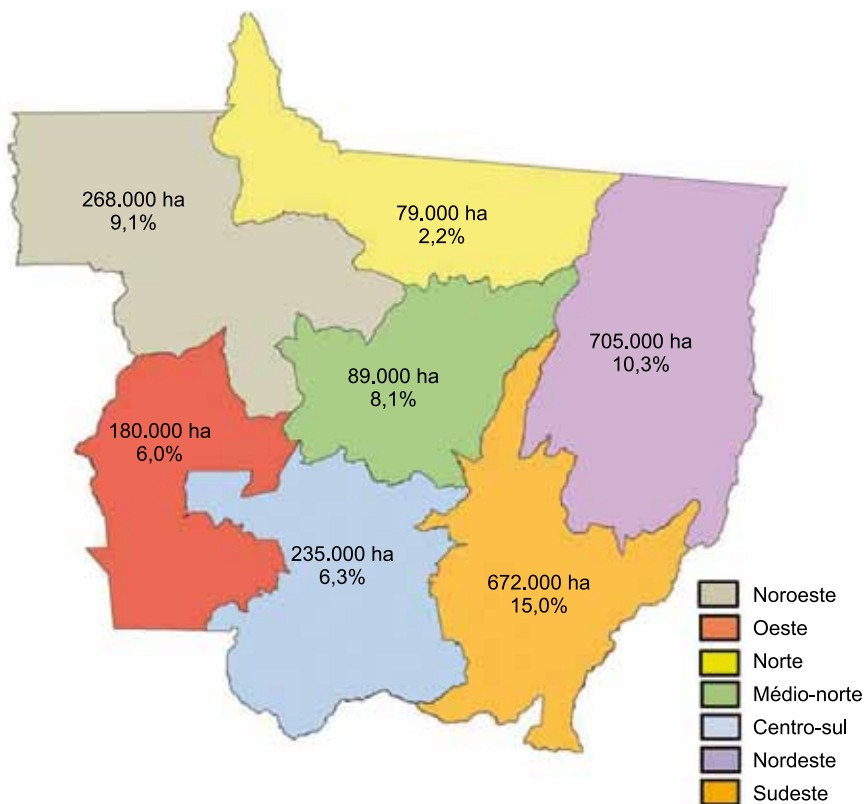 268.000 ha
9,1%
79.000 ha
2,2%
705.000 ha
10,3%
89.000 ha
8,1%
180.000 ha
6,0%
235.000 ha
6,3%
672.000 ha
15,0%
Noroeste
Oeste
Norte
Médio-norte
Centro-sul
Nordeste
Sudeste